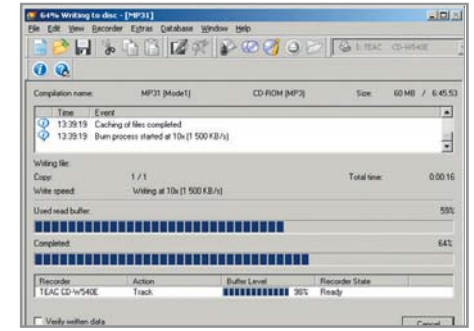 64% Writing to disc - [MP31]
File Edit View Recorder Extras Database Window Help
1: TEAC CD-W540E
Compilation name: MP31 (Mode1) CD-ROM (MP3) Size: 60 MB / 6:45.53
Time Event
13:39:19 Caching of files completed
13:39:19 Burn process started at 10x (1 500 KB/s)
Writing file:
Copy: 1 / 1 Total time: 0:00:16
Write speed: Writing at 10x (1 500 KB/s)
Used read buffer: 59%
Completed: 64%
Recorder Action Buffer Level Recorder State
TEAC CD-W540E Track 98% Ready
Verify written data Cancel